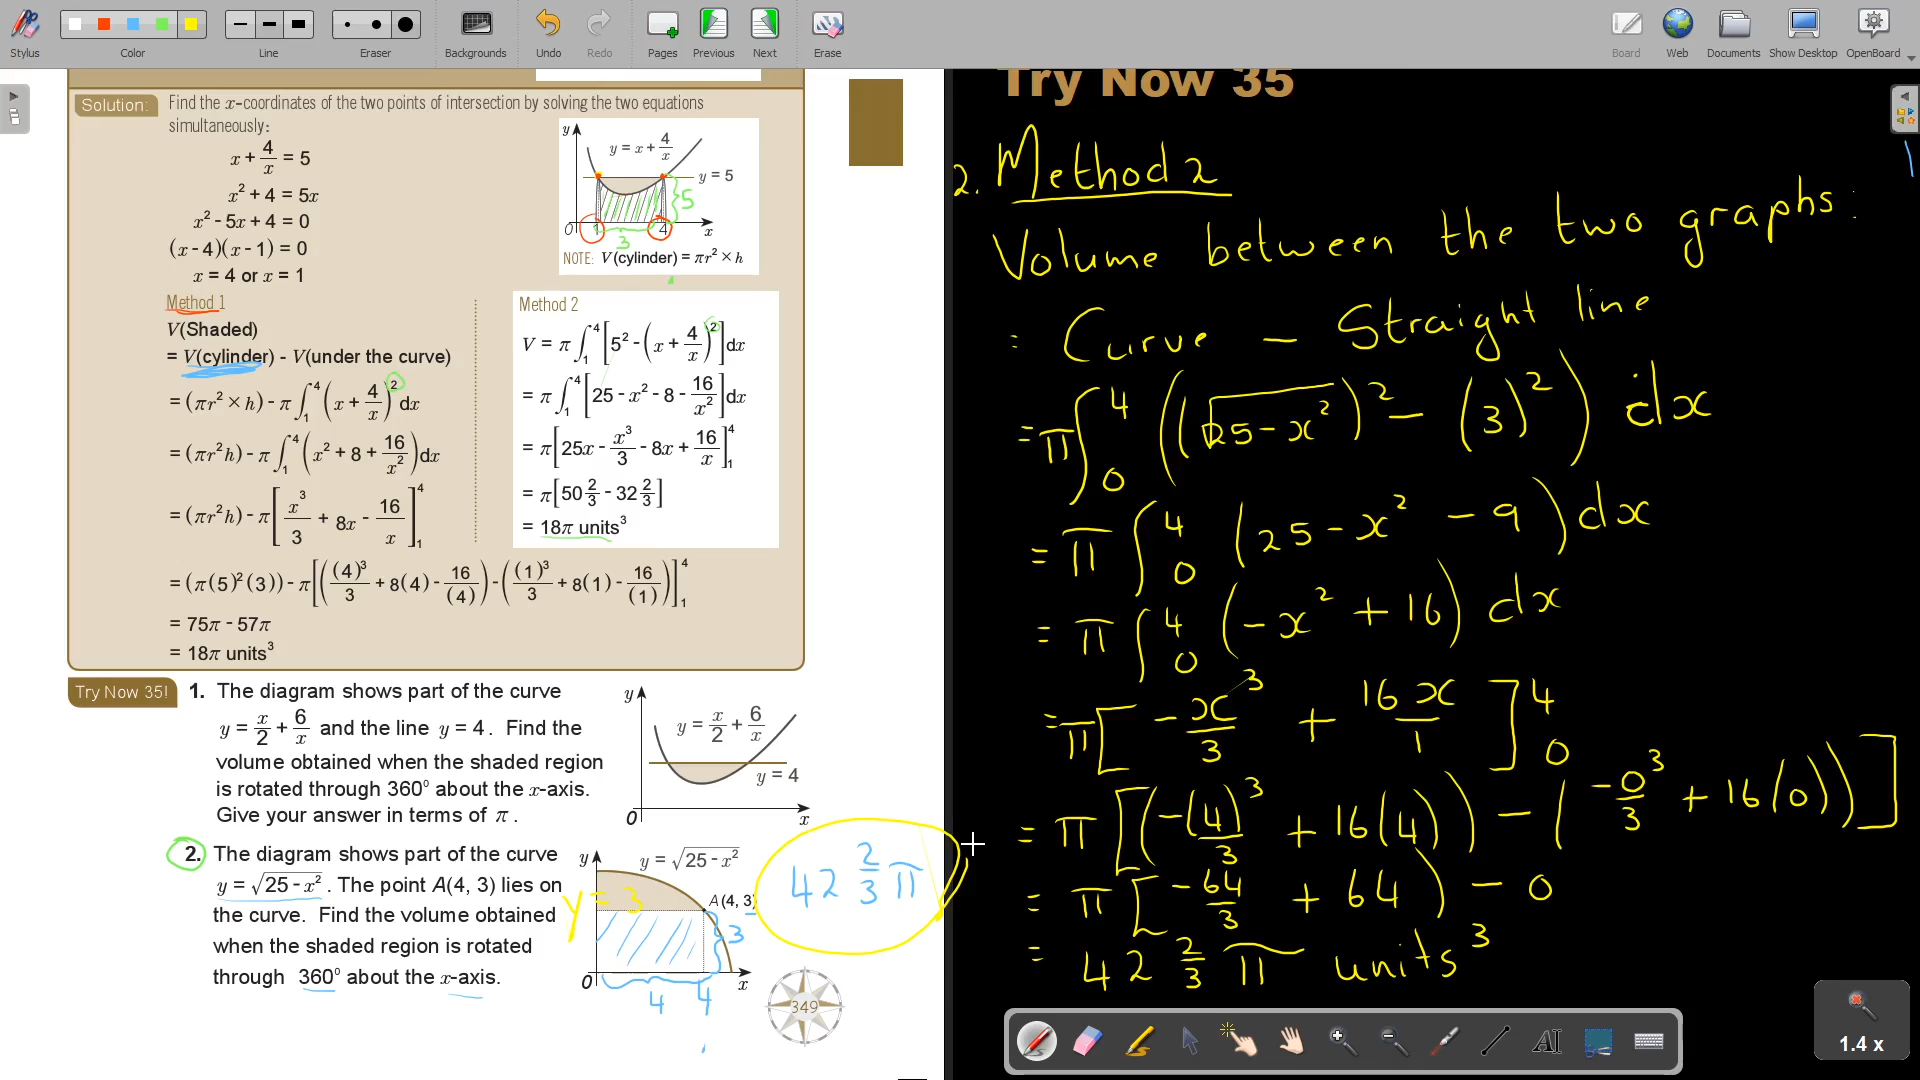 Stylus Color Line Eraser Backgrounds Undo Redo Pages Previous Next Erase Board Web Documents Show Desktop OpenBoard
Solution: Find the x-coordinates of the two points of intersection by solving the two equations
simultaneously:
x + 4/x = 5
x² + 4 = 5x
x² - 5x + 4 = 0
(x - 4)(x - 1) = 0
x = 4 or x = 1
y
y = x + 4/x
y = 5
5
O 1 4 x
3
NOTE: V(cylinder) = πr² × h
Method 1
V(Shaded)
= V(cylinder) - V(under the curve)
= (πr² × h) - π∫₁⁴ (x + 4/x)² dx
= (πr²h) - π∫₁⁴ (x² + 8 + 16/x²) dx
= (πr²h) - π[x³/3 + 8x - 16/x]₁⁴
= (π(5)²(3)) - π[((4)³/3 + 8(4) - 16/(4)) - ((1)³/3 + 8(1) - 16/(1))]₁⁴
= 75π - 57π
= 18π units³
Method 2
V = π∫₁⁴ [5² - (x + 4/x)²] dx
= π∫₁⁴ [25 - x² - 8 - 16/x²] dx
= π[25x - x³/3 - 8x + 16/x]₁⁴
= π[50 2/3 - 32 2/3]
= 18π units³
Try Now 35! 1. The diagram shows part of the curve
y = x/2 + 6/x and the line y = 4. Find the
volume obtained when the shaded region
is rotated through 360° about the x-axis.
Give your answer in terms of π.
y
y = x/2 + 6/x
y = 4
O x
2. The diagram shows part of the curve
y = √25 - x². The point A(4, 3) lies on
the curve. Find the volume obtained
when the shaded region is rotated
through 360° about the x-axis.
y
y = √25 - x²
A(4, 3)
y = 3
3
O x
4 4
42 2/3 π
349
Try Now 35
2. Method 2
Volume between the two graphs:
= Curve - Straight line
= π∫₀⁴ ((√25-x²)² - (3)²) dx
= π∫₀⁴ (25 - x² - 9) dx
= π∫₀⁴ (-x² + 16) dx
= π[-x³/3 + 16x/1]₀⁴
= π[(-(4)³/3 + 16(4)) - (-0³/3 + 16(0))]
= π[-64/3 + 64) - 0
= 42 2/3 π units³
1.4 x